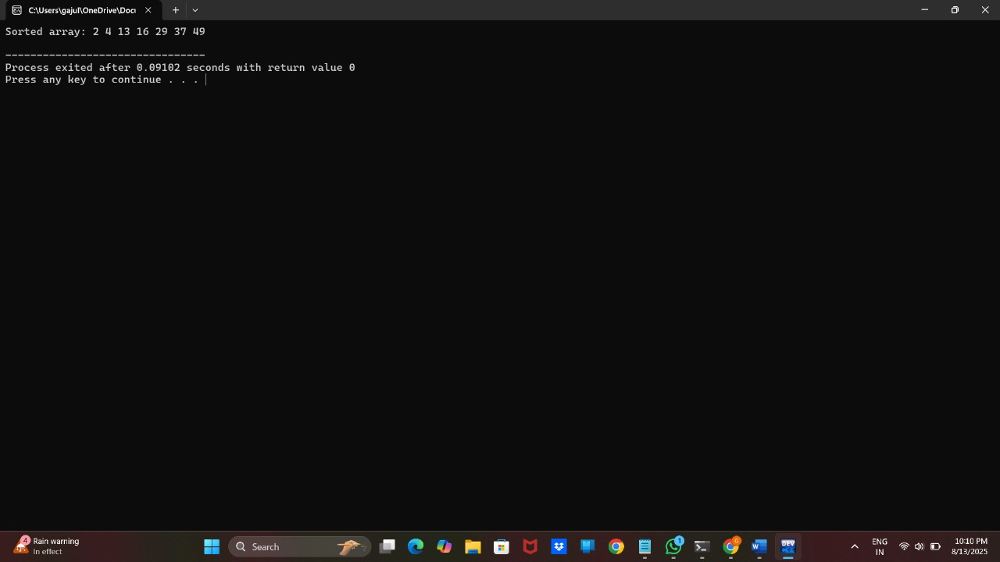 C:\Users\gajul\OneDrive\Docu
Sorted array: 2 4 13 16 29 37 49
--------------------------------
Process exited after 0.09102 seconds with return value 0
Press any key to continue . . .
4
Rain warning
In effect
Search
1
G
DEV
ENG
IN
10:10 PM
8/13/2025